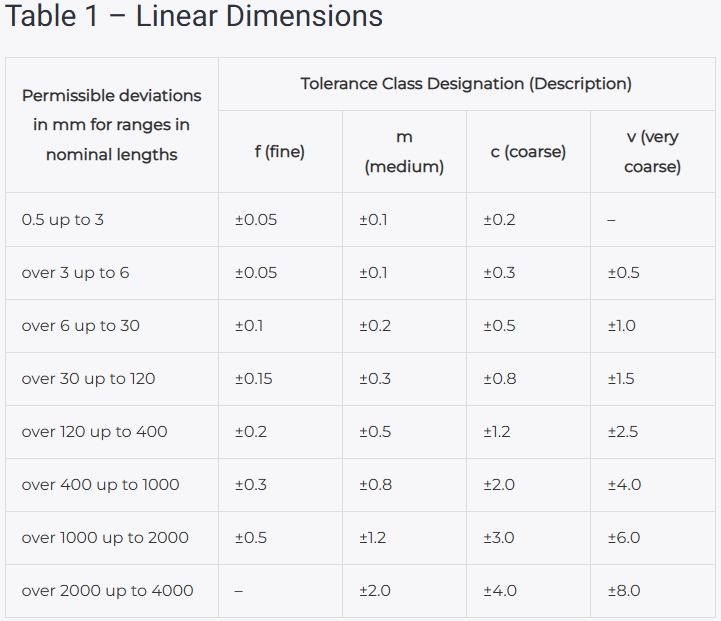 Table 1 – Linear Dimensions
Permissible deviations
in mm for ranges in
nominal lengths
Tolerance Class Designation (Description)
f (fine)
m
(medium)
c (coarse)
v (very
coarse)
0.5 up to 3 ±0.05 ±0.1 ±0.2 –
over 3 up to 6 ±0.05 ±0.1 ±0.3 ±0.5
over 6 up to 30 ±0.1 ±0.2 ±0.5 ±1.0
over 30 up to 120 ±0.15 ±0.3 ±0.8 ±1.5
over 120 up to 400 ±0.2 ±0.5 ±1.2 ±2.5
over 400 up to 1000 ±0.3 ±0.8 ±2.0 ±4.0
over 1000 up to 2000 ±0.5 ±1.2 ±3.0 ±6.0
over 2000 up to 4000 – ±2.0 ±4.0 ±8.0